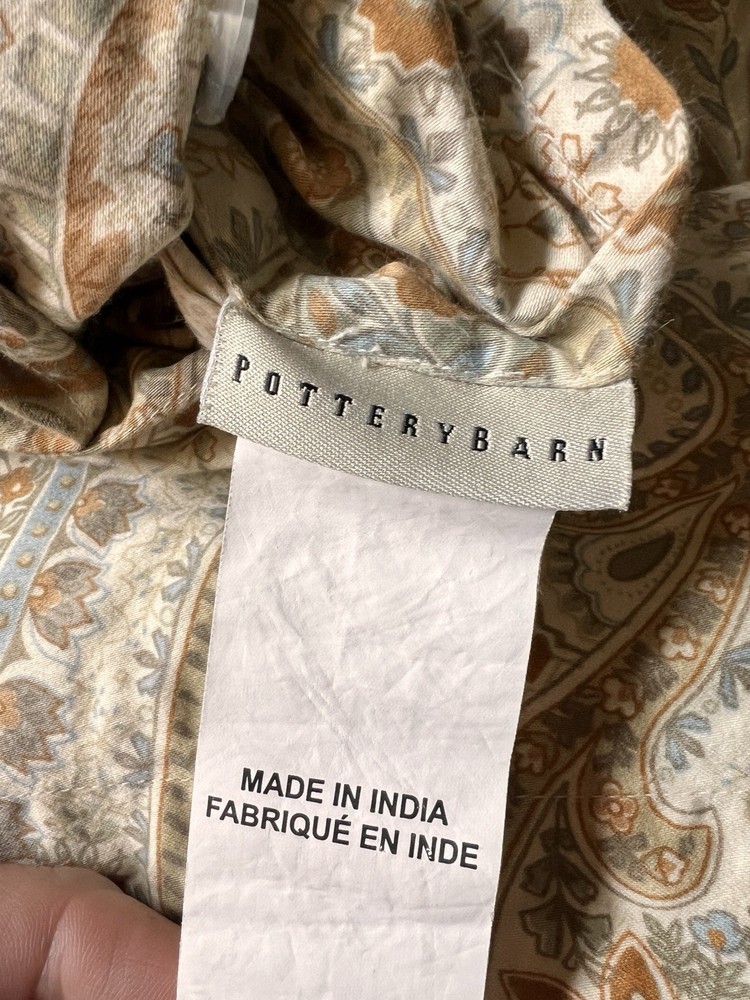 POTTERYBARN
MADE IN INDIA
FABRIQUÉ EN INDE